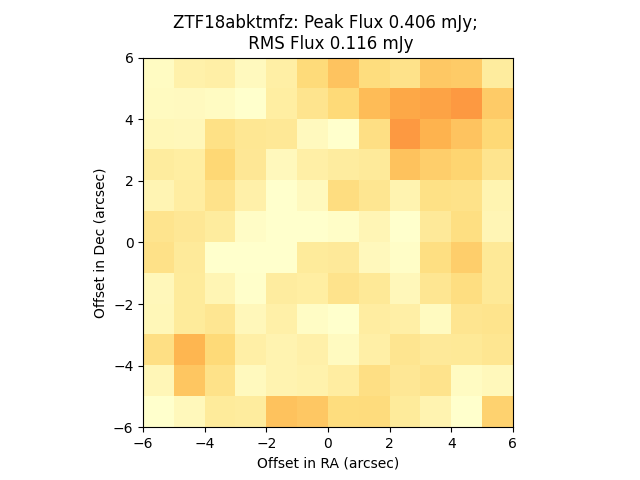 ZTF18abktmfz: Peak Flux 0.406 mJy;
RMS Flux 0.116 mJy
6
4
2
0
−2
−4
−6
Offset in Dec (arcsec)
−6 −4 −2 0 2 4 6
Offset in RA (arcsec)